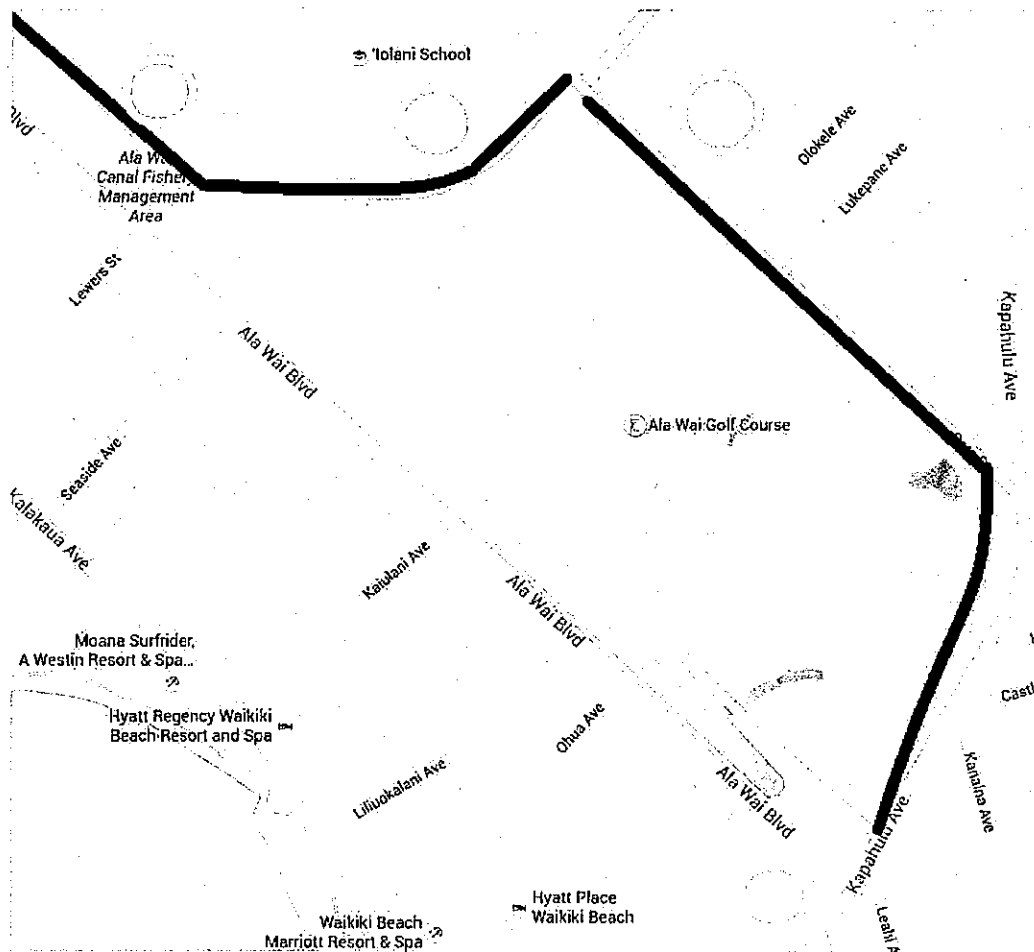 'Iolani School
Olokele Ave
Lukepane Ave
Blvd
Ala Wai
Canal Fishery
Management
Area
Lewers St
Kapahulu Ave
Ala Wai Blvd
Ala Wai Golf Course
Seaside Ave
Kalakaua Ave
Kaiulani Ave
Ala Wai Blvd
Moana Surfrider,
A Westin Resort & Spa...
Hyatt Regency Waikiki
Beach Resort and Spa
Ohua Ave
Castl
Liliuokalani Ave
Ala Wai Blvd
Kanaina Ave
Kapahulu Ave
Hyatt Place
Waikiki Beach
Waikiki Beach
Marriott Resort & Spa
Leahi A